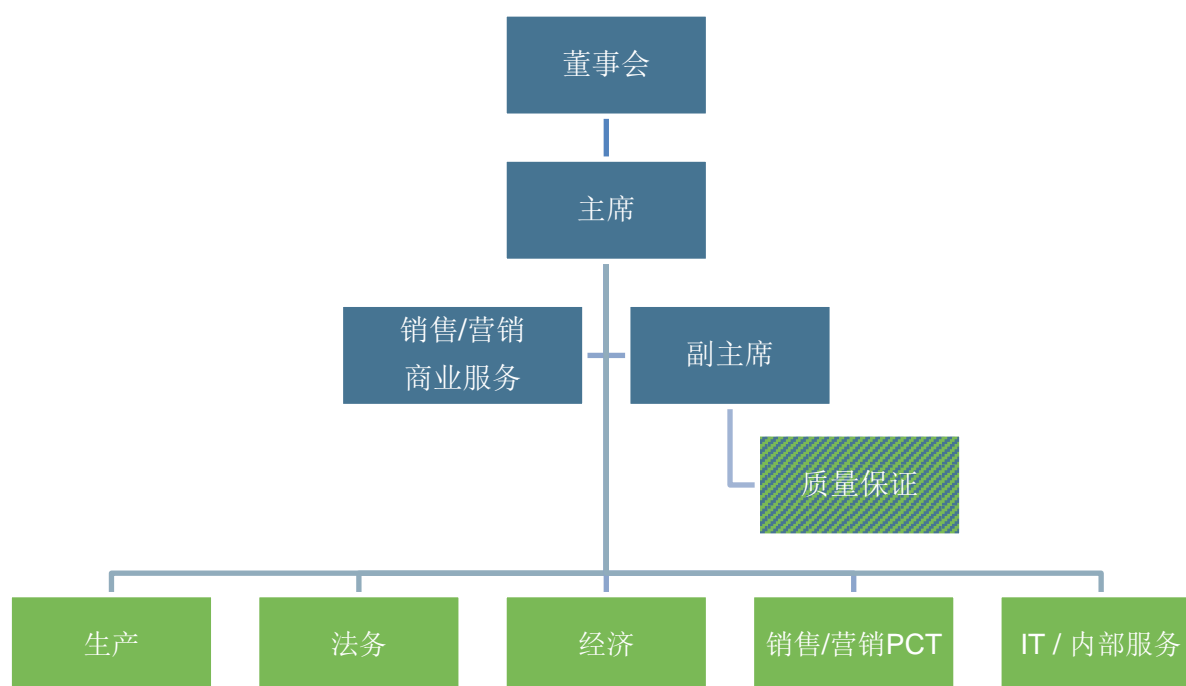 董事会
主席
销售/营销
商业服务
副主席
质量保证
生产
法务
经济
销售/营销PCT
IT / 内部服务